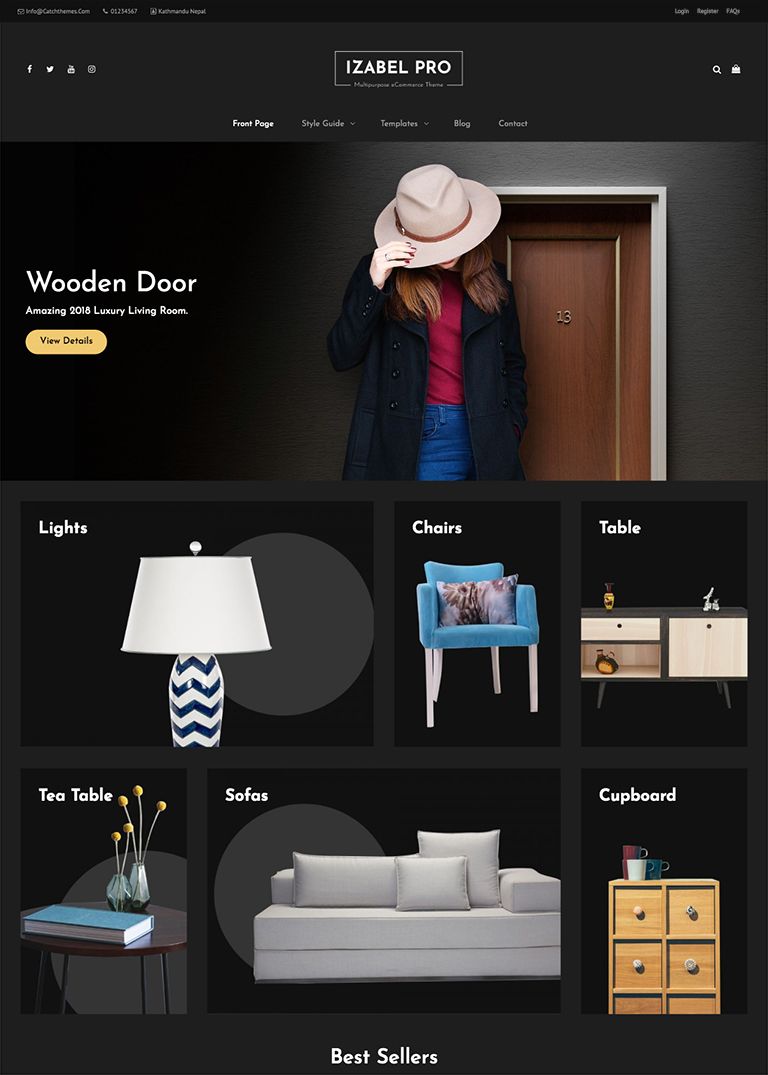 Info@Catchthemes.Com 01234567 Kathmandu Nepal Login Register FAQs
IZABEL PRO
Multipurpose eCommerce Theme
Front Page Style Guide Templates Blog Contact
Wooden Door
Amazing 2018 Luxury Living Room.
View Details
13
Lights Chairs Table
Tea Table Sofas Cupboard
Best Sellers